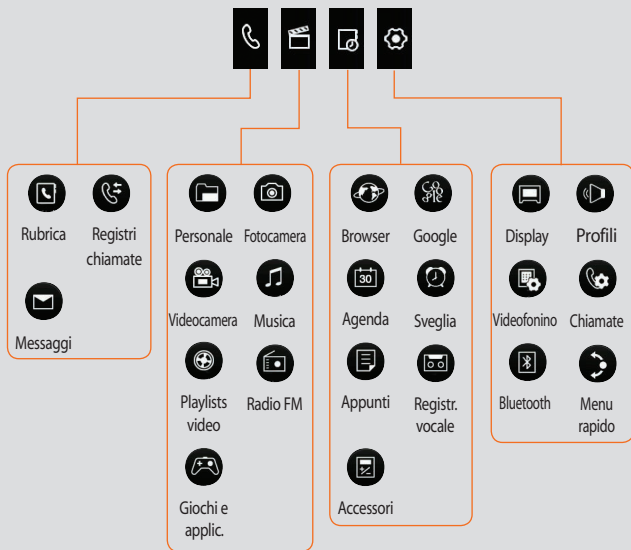 Rubrica
Registri
chiamate
Messaggi
Personale
Fotocamera
Videocamera
Musica
Playlists
video
Radio FM
Giochi e
applic.
Browser
Google
30
Agenda
Sveglia
Appunti
Registr.
vocale
Accessori
Display
Profili
Videofonino
Chiamate
Bluetooth
Menu
rapido